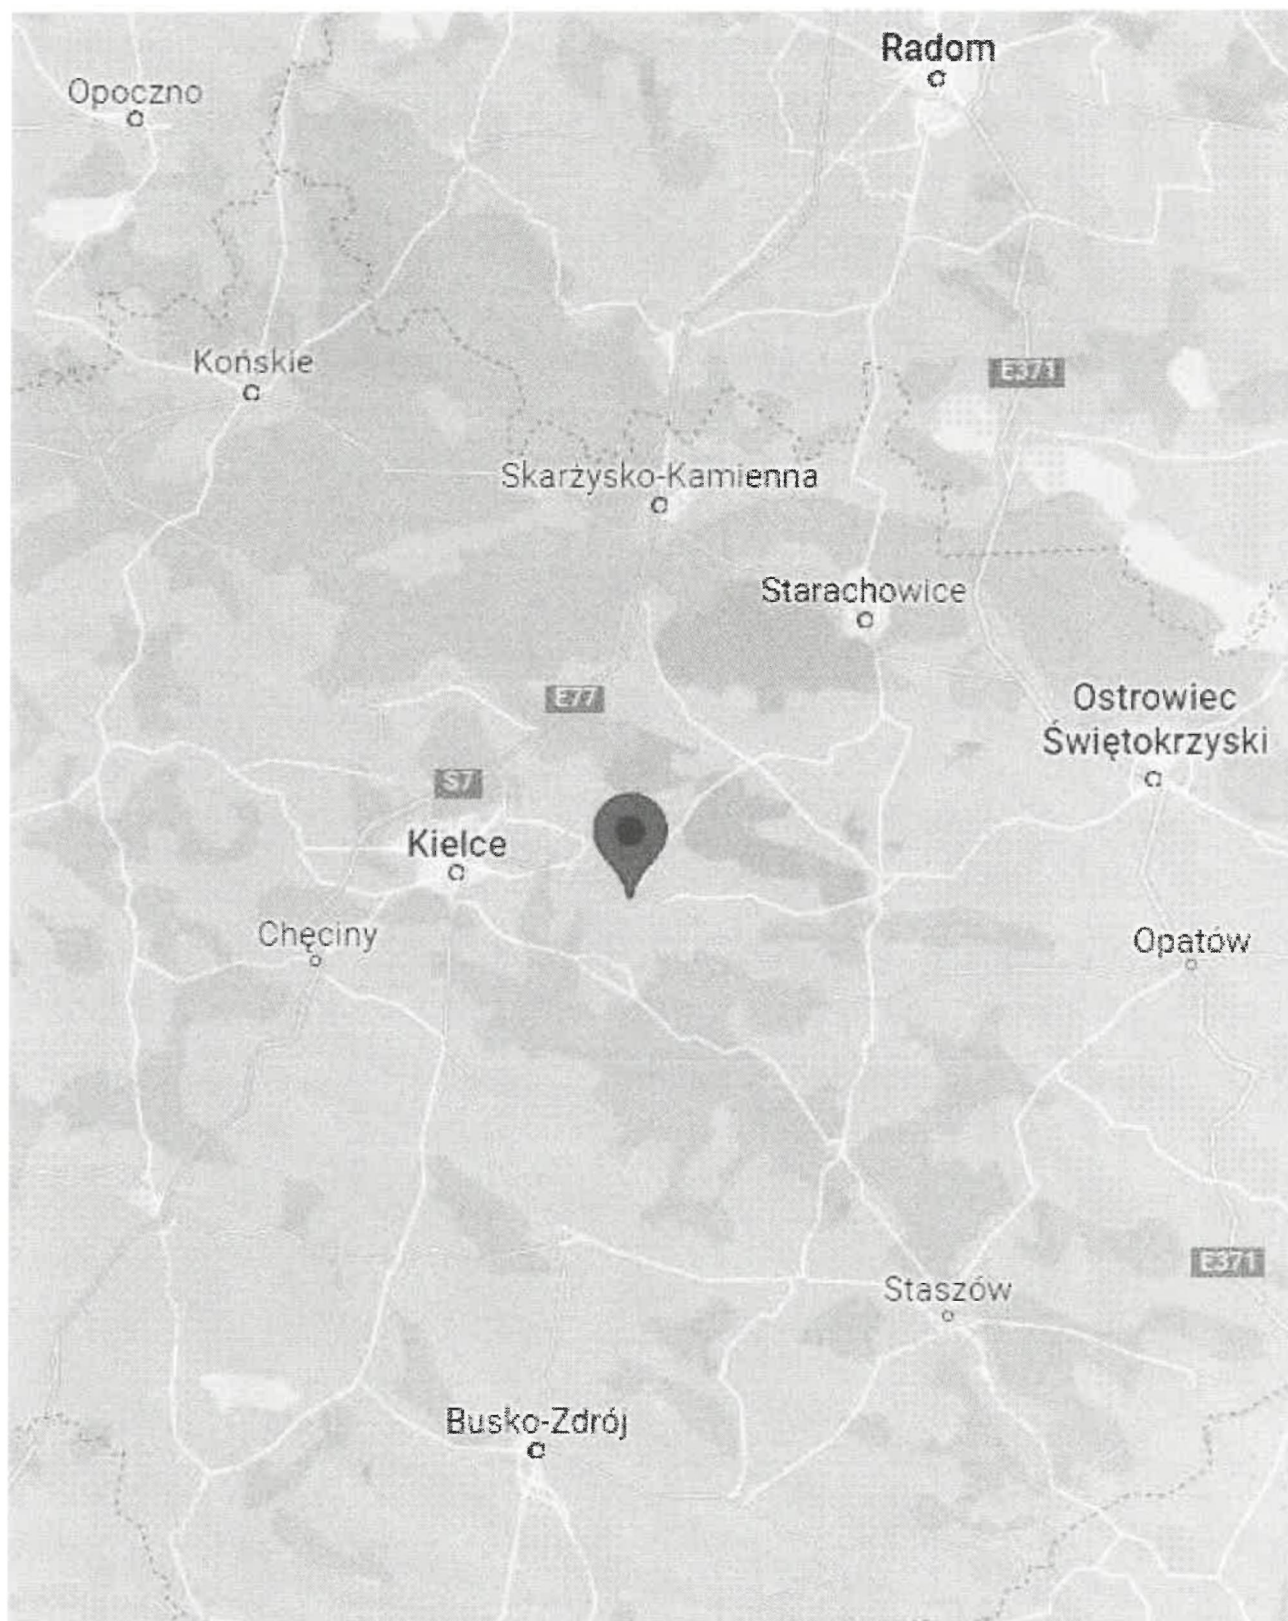 Radom
Opoczno
Końskie
E371
Skarżysko-Kamienna
Starachowice
E77
Ostrowiec
Świętokrzyski
S7
Kielce
Chęciny
Opatów
E371
Staszów
Busko-Zdrój